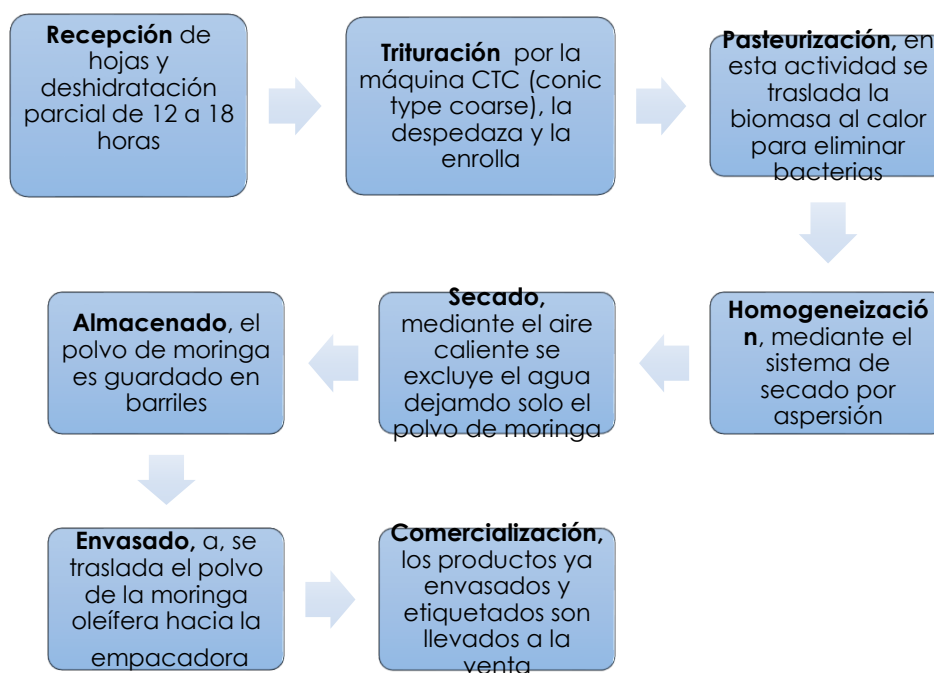 Recepción de
hojas y
deshidratación
parcial de 12 a 18
horas
Trituración por la
máquina CTC (conic
type coarse), la
despedaza y la
enrolla
Pasteurización, en
esta actividad se
traslada la
biomasa al calor
para eliminar
bacterias
Homogeneizació
n, mediante el
sistema de
secado por
aspersión
Secado,
mediante el aire
caliente se
excluye el agua
dejamdo solo el
polvo de moringa
Almacenado, el
polvo de moringa
es guardado en
barriles
Envasado, a, se
traslada el polvo
de la moringa
oleífera hacia la
empacadora
Comercialización,
los productos ya
envasados y
etiquetados son
llevados a la
venta